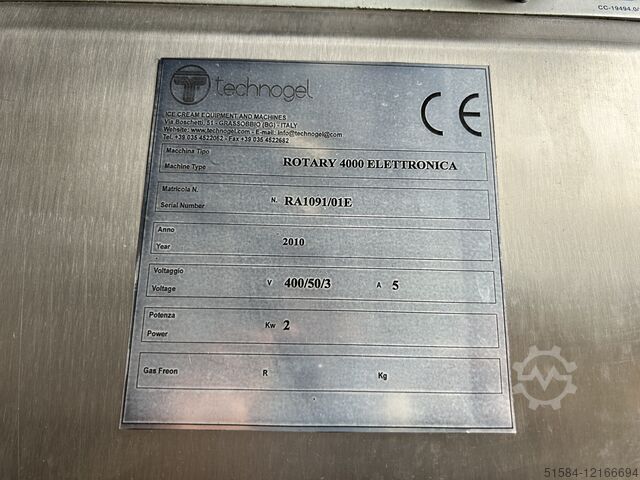 CC-19494.0/
technogel
ICE CREAM EQUIPMENT AND MACHINES
Via Boschetti, 51 - GRASSOBBIO (BG) - ITALY
Website: www.technogel.com - E-mail: info@technogel.com
Tel. +39 035 4522062 - Fax +39 035 4522682
CE
Macchina Tipo
Machine Type ROTARY 4000 ELETTRONICA
Matricola N.
Serial Number N. RA1091/01E
Anno
Year 2010
Voltaggio
Voltage V 400/50/3 A 5
Potenza
Power Kw 2
Gas Freon R Kg
51584-12166694